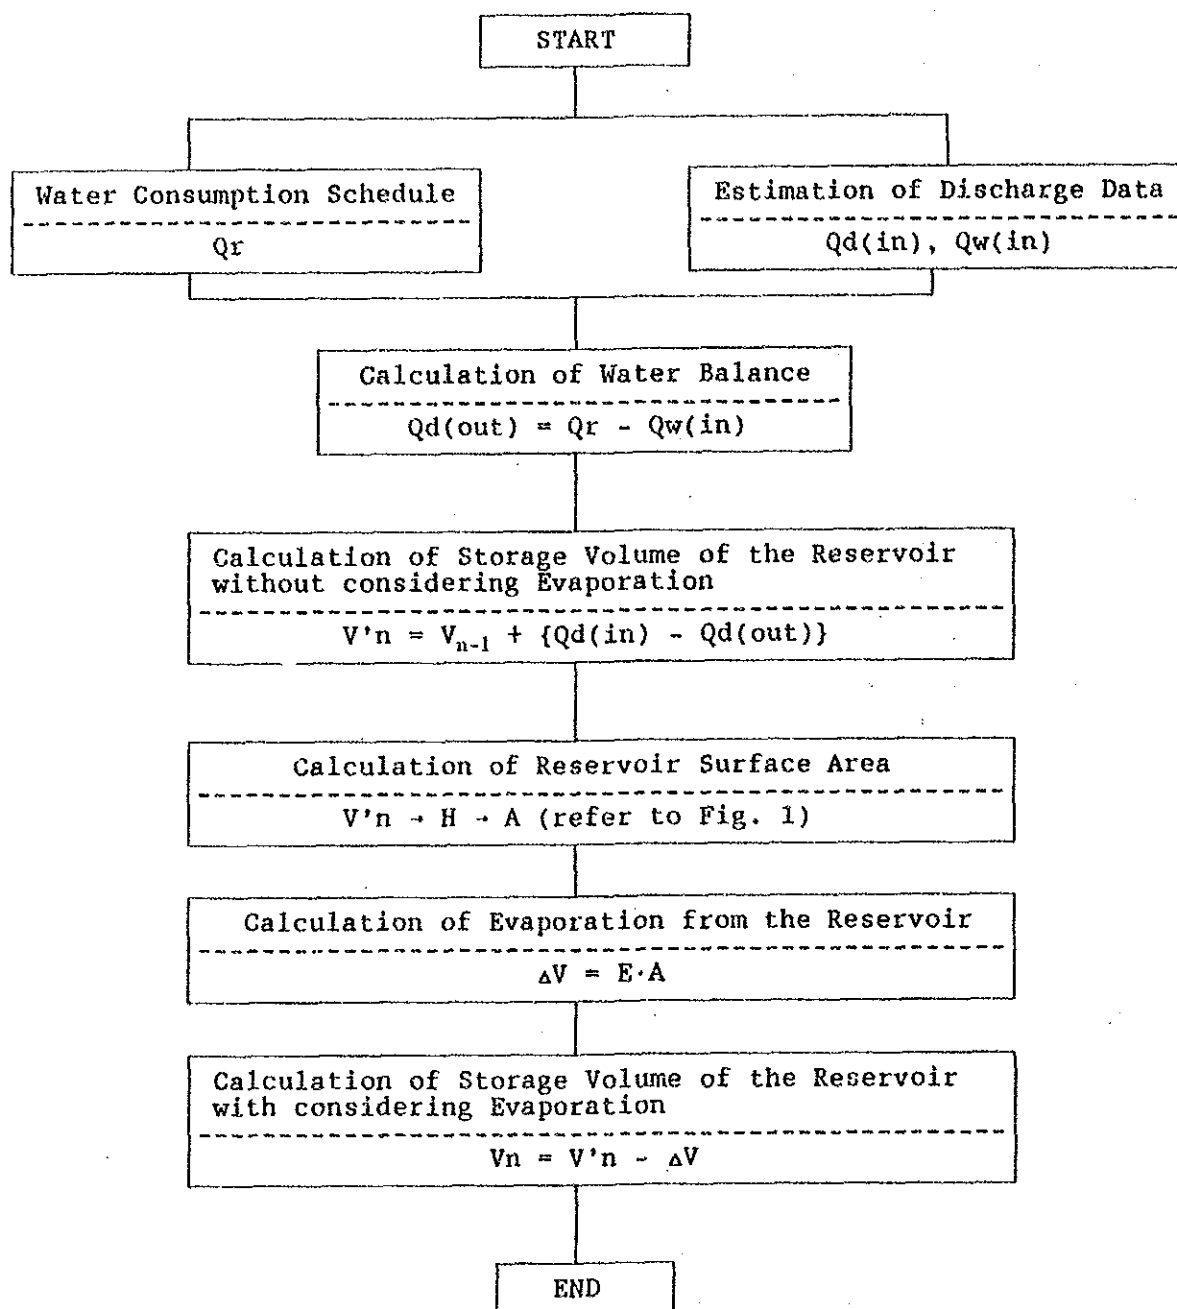 START
Water Consumption Schedule
Qr
Estimation of Discharge Data
Qd(in), Qw(in)
Calculation of Water Balance
Qd(out) = Qr - Qw(in)
Calculation of Storage Volume of the Reservoir
without considering Evaporation
V'n = Vn-1 + {Qd(in) - Qd(out)}
Calculation of Reservoir Surface Area
V'n → H → A (refer to Fig. 1)
Calculation of Evaporation from the Reservoir
ΔV = E·A
Calculation of Storage Volume of the Reservoir
with considering Evaporation
Vn = V'n - ΔV
END